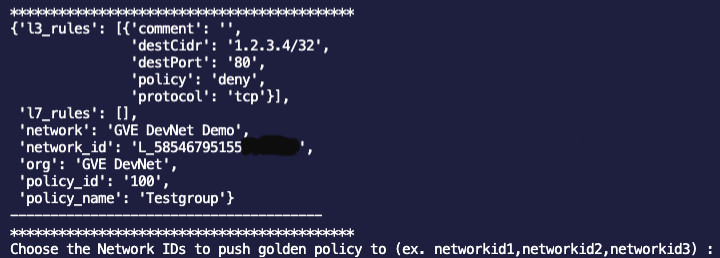 *******************************************
{'l3_rules': [{'comment': '',
'destCidr': '1.2.3.4/32',
'destPort': '80',
'policy': 'deny',
'protocol': 'tcp'}],
'l7_rules': [],
'network': 'GVE DevNet Demo',
'network_id': 'L_58546795155 ',
'org': 'GVE DevNet',
'policy_id': '100',
'policy_name': 'Testgroup'}
---------------------------------------
*******************************************
Choose the Network IDs to push golden policy to (ex. networkid1,networkid2,networkid3) :